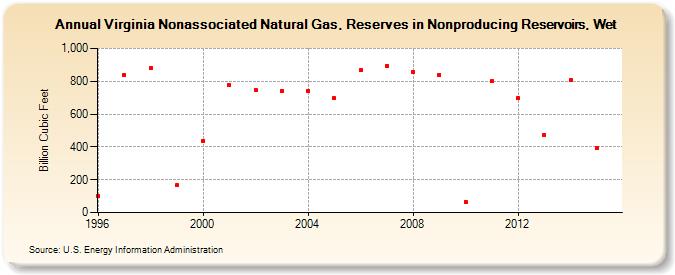 Annual Virginia Nonassociated Natural Gas, Reserves in Nonproducing Reservoirs, Wet
Billion Cubic Feet
1,000
800
600
400
200
0
1996 2000 2004 2008 2012
Source: U.S. Energy Information Administration